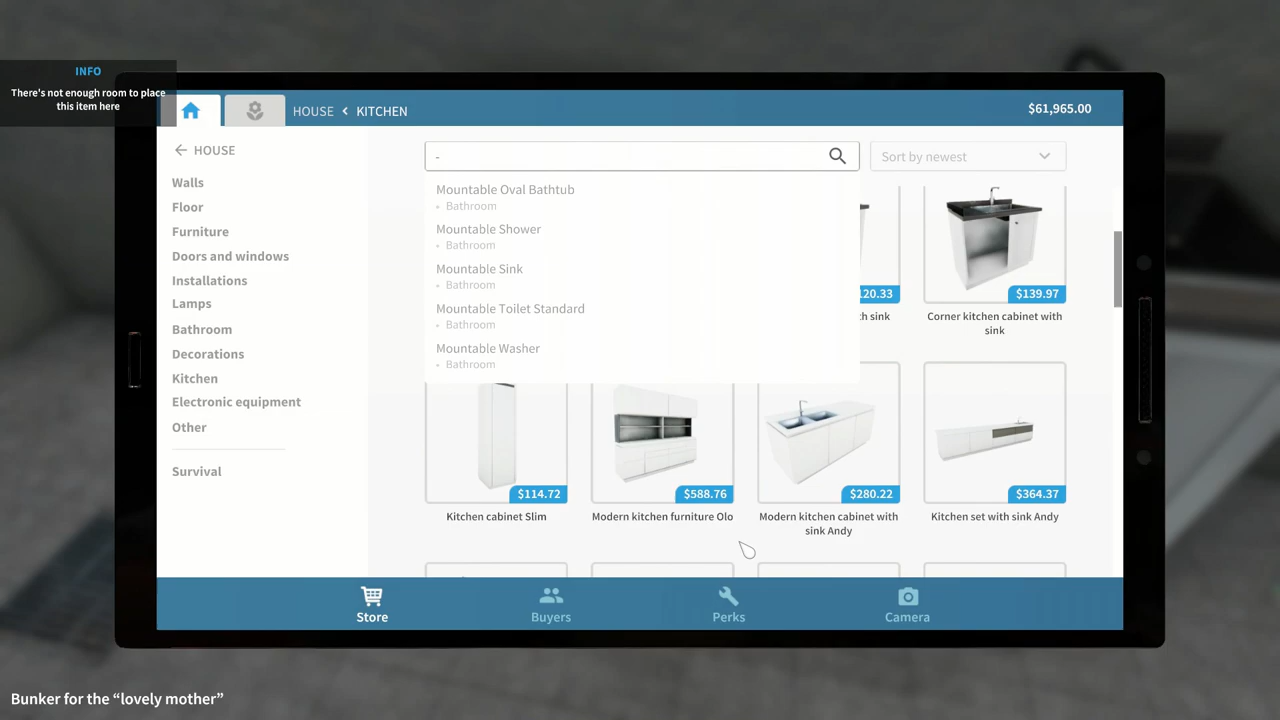 INFO
There's not enough room to place
this item here
HOUSE < KITCHEN
$61,965.00
HOUSE
Walls
Floor
Furniture
Doors and windows
Installations
Lamps
Bathroom
Decorations
Kitchen
Electronic equipment
Other
Survival
-
Sort by newest
Mountable Oval Bathtub
• Bathroom
Mountable Shower
• Bathroom
Mountable Sink
• Bathroom
Mountable Toilet Standard
• Bathroom
Mountable Washer
• Bathroom
120.33
$139.97
sink
Corner kitchen cabinet with
sink
$114.72
$588.76
$280.22
$364.37
Kitchen cabinet Slim
Modern kitchen furniture Olo
Modern kitchen cabinet with
sink Andy
Kitchen set with sink Andy
Store
Buyers
Perks
Camera
Bunker for the “lovely mother”